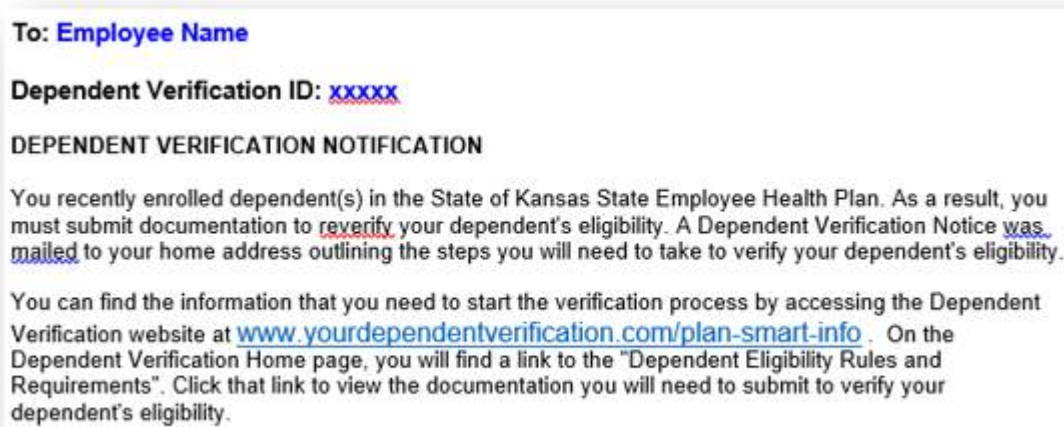 To: Employee Name
Dependent Verification ID: xxxxx
DEPENDENT VERIFICATION NOTIFICATION
You recently enrolled dependent(s) in the State of Kansas State Employee Health Plan. As a result, you
must submit documentation to reverify your dependent's eligibility. A Dependent Verification Notice was
mailed to your home address outlining the steps you will need to take to verify your dependent's eligibility.
You can find the information that you need to start the verification process by accessing the Dependent
Verification website at www.yourdependentverification.com/plan-smart-info . On the
Dependent Verification Home page, you will find a link to the "Dependent Eligibility Rules and
Requirements". Click that link to view the documentation you will need to submit to verify your
dependent's eligibility.